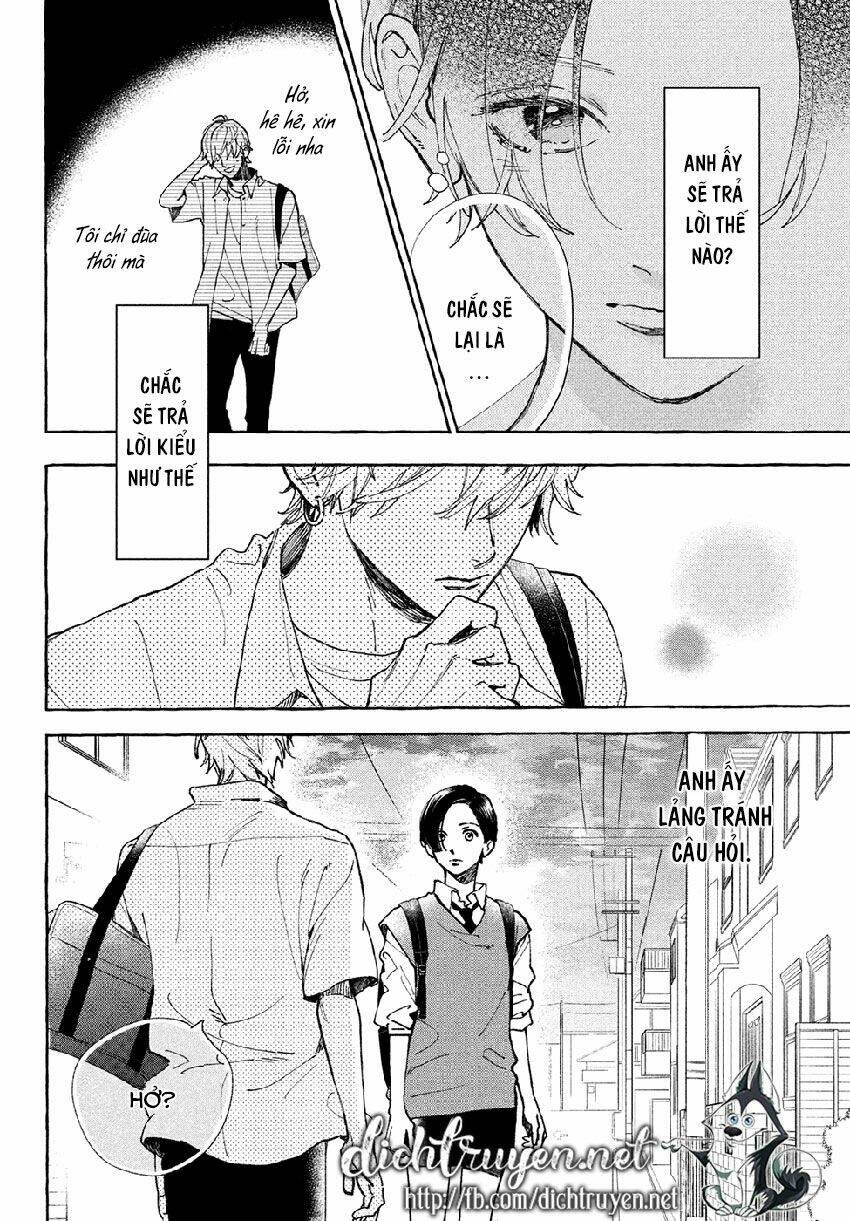 ANH ẤY
SẼ TRẢ
LỜI THẾ
NÀO?
CHẮC SẼ
LẠI LÀ
...
Hở,
hê hê, xin
lỗi nha
Tôi chỉ đùa
thôi mà
CHẮC
SẼ TRẢ
LỜI KIỂU
NHƯ THẾ
ANH ẤY
LẢNG TRÁNH
CÂU HỎI.
HỞ?
dichtruyen.net
http://fb.com/dichtruyen.net